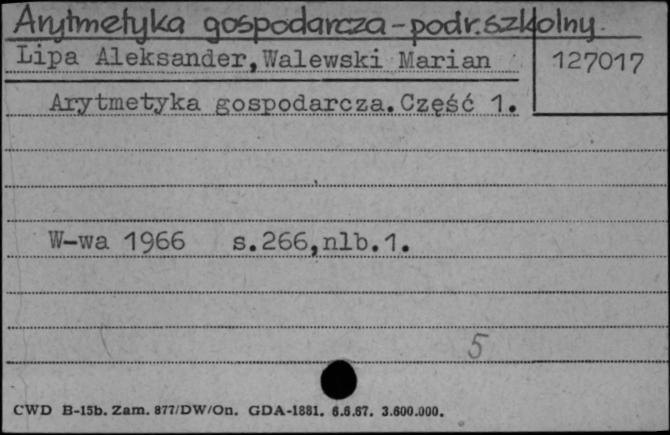 Arytmetyka gospodarcza-podr.szkolny.
Lipa Aleksander,Walewski Marian
127017
Arytmetyka gospodarcza.Część 1.
W-wa 1966 s.266,nlb.1.
5
CWD B-15b. Zam. 877/DW/On. GDA-1881. 6.6.67. 3.600.000.